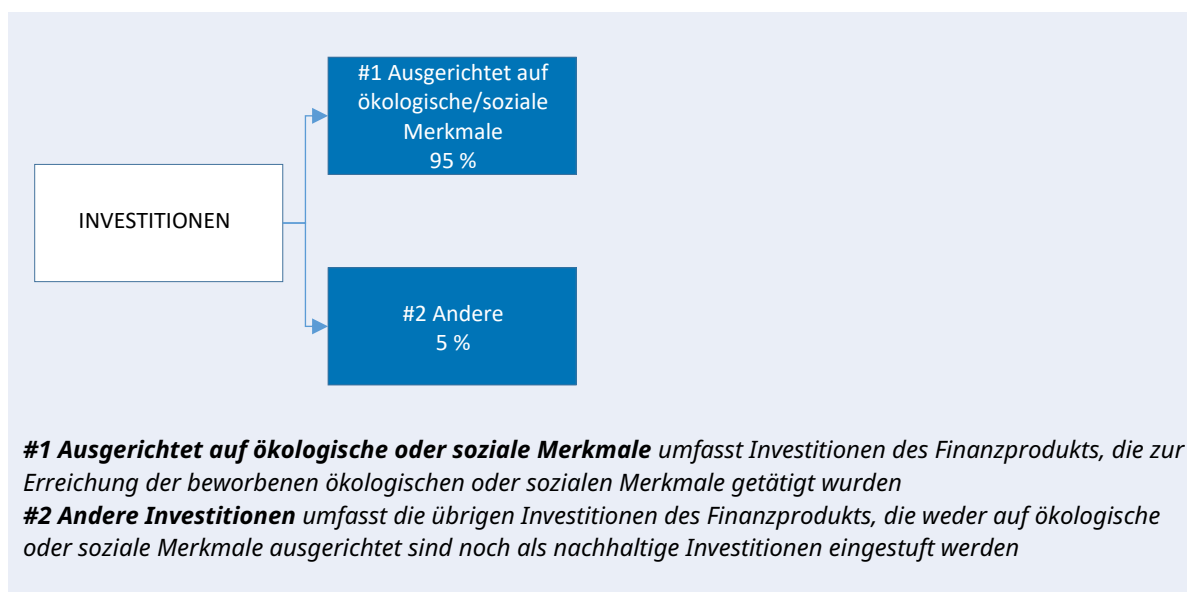 #1 Ausgerichtet auf
ökologische/soziale
Merkmale
95 %
INVESTITIONEN
#2 Andere
5 %
#1 Ausgerichtet auf ökologische oder soziale Merkmale umfasst Investitionen des Finanzprodukts, die zur
Erreichung der beworbenen ökologischen oder sozialen Merkmale getätigt wurden
#2 Andere Investitionen umfasst die übrigen Investitionen des Finanzprodukts, die weder auf ökologische
oder soziale Merkmale ausgerichtet sind noch als nachhaltige Investitionen eingestuft werden